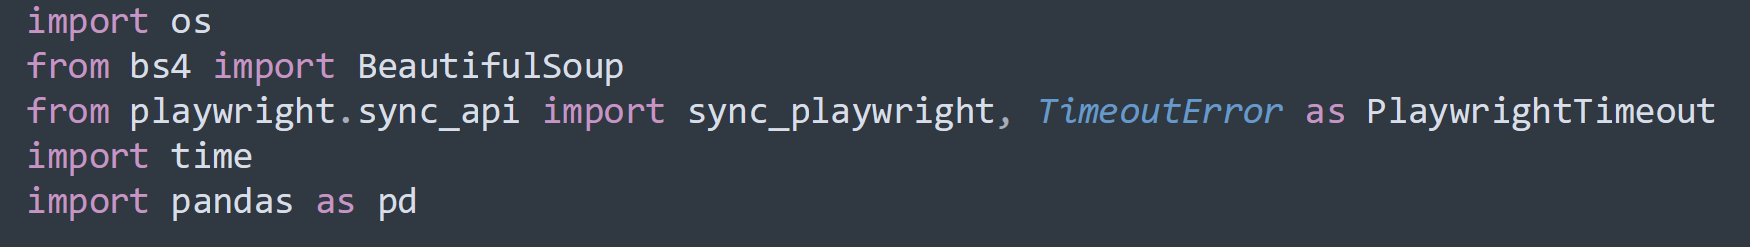 import os
from bs4 import BeautifulSoup
from playwright.sync_api import sync_playwright, TimeoutError as PlaywrightTimeout
import time
import pandas as pd